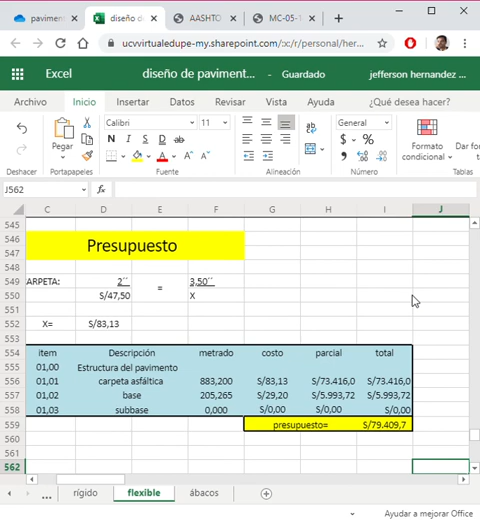 paviment
diseño d
AASHTO
MC-05-1
ucvvirtualedupe-my.sharepoint.com/:x:/r/personal/her...
Excel diseño de paviment... - Guardado jefferson hernandez ...
Archivo Inicio Insertar Datos Revisar Vista Ayuda ¿Qué desea hacer?
Pegar
Calibri 11
N K S D ab
A A
ab
General
$ %
Formato condicional
Dar fo
Deshacer Portapapeles Fuente Alineación Número Tablas
J562 fx
C D E F G H I J
545
546
547 Presupuesto
548
549 ARPETA: 2´´ = 3,50´´
550 S/47,50 X
551
552 X= S/83,13
553
554 item Descripción metrado costo parcial total
555 01,00 Estructura del pavimento
556 01,01 carpeta asfáltica 883,200 S/83,13 S/73.416,0 S/73.416,0
557 01,02 base 205,265 S/29,20 S/5.993,72 S/5.993,72
558 01,03 subbase 0,000 S/0,00 S/0,00 S/0,00
559 presupuesto= S/79.409,7
560
561
562
... rígido flexible ábacos
Ayudar a mejorar Office